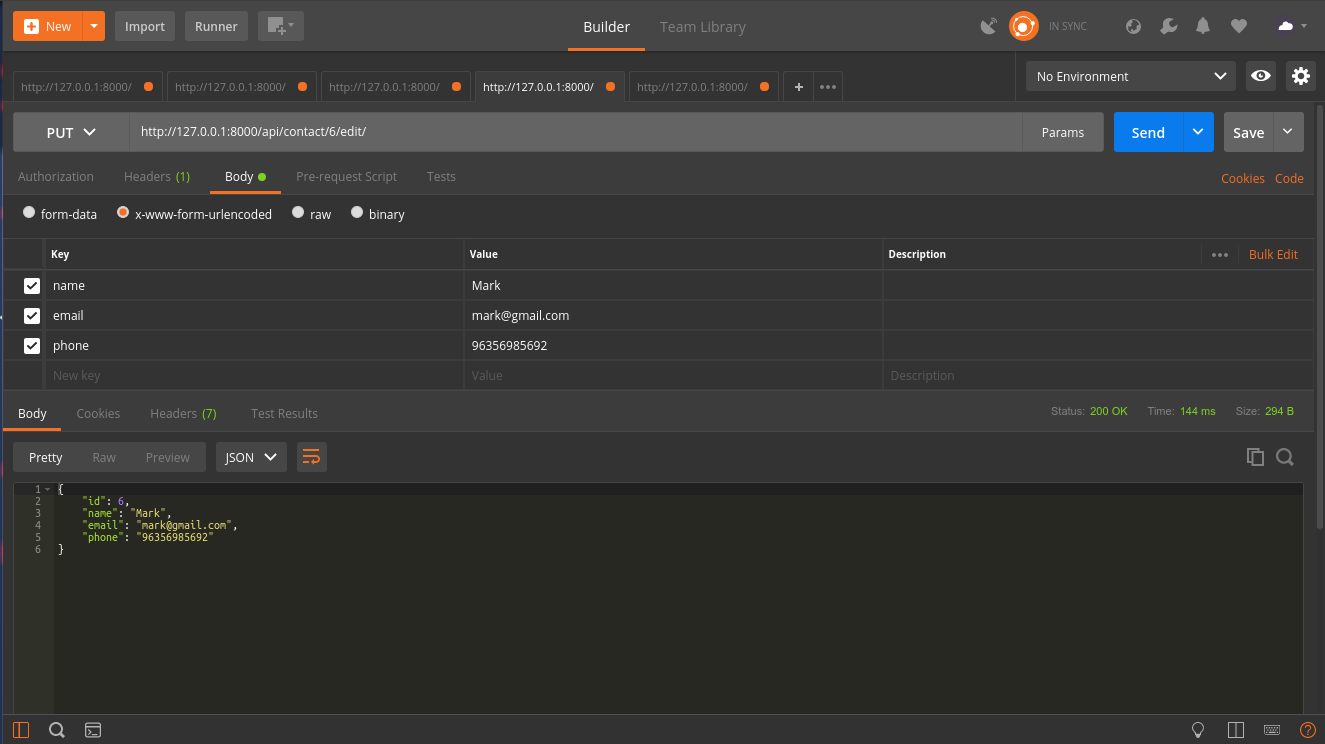 New Import Runner Builder Team Library IN SYNC
http://127.0.0.1:8000/ http://127.0.0.1:8000/ http://127.0.0.1:8000/ http://127.0.0.1:8000/ http://127.0.0.1:8000/ + ••• No Environment
PUT http://127.0.0.1:8000/api/contact/6/edit/ Params Send Save
Authorization Headers (1) Body Pre-request Script Tests Cookies Code
form-data x-www-form-urlencoded raw binary
Key Value Description ••• Bulk Edit
name Mark
email mark@gmail.com
phone 96356985692
New key Value Description
Body Cookies Headers (7) Test Results Status: 200 OK Time: 144 ms Size: 294 B
Pretty Raw Preview JSON
1 {
2 "id": 6,
3 "name": "Mark",
4 "email": "mark@gmail.com",
5 "phone": "96356985692"
6 }